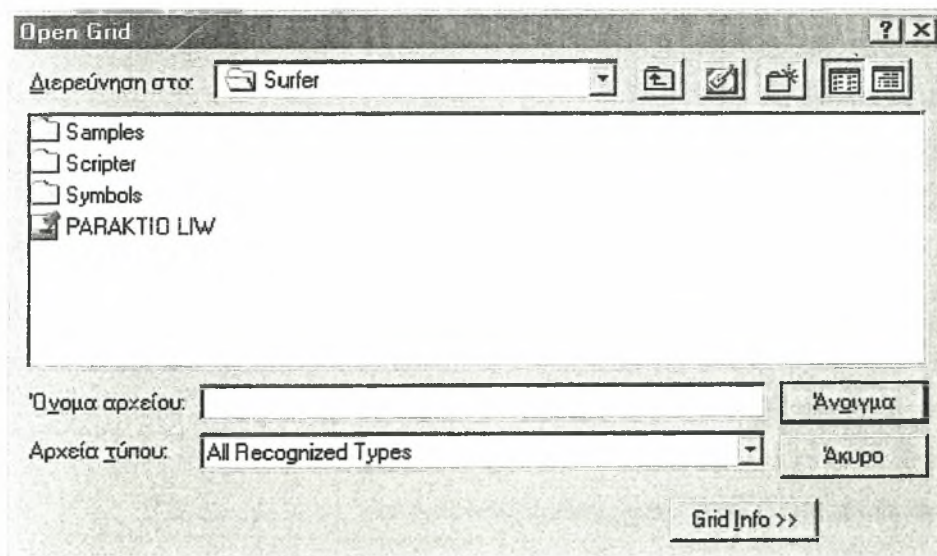 Open Grid
Διερεύνηση στο: Surfer
Samples
Scripter
Symbols
PARAKTIO LIW
Όνομα αρχείου: Άνοιγμα
Αρχεία τύπου: All Recognized Types Άκυρο
Grid Info >>